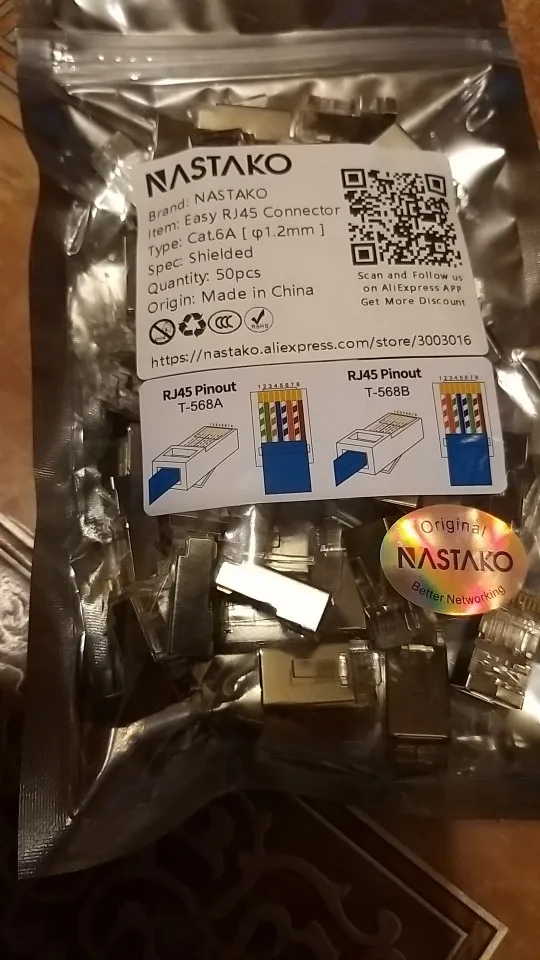 NASTAKO
Brand: NASTAKO
Item: Easy RJ45 Connector
Type: Cat.6A [ φ1.2mm ]
Spec: Shielded
Quantity: 50pcs
Origin: Made in China
Scan and Follow us
on AliExpress APP
Get More Discount
CCC
RoHS
https://nastako.aliexpress.com/store/3003016
RJ45 Pinout
T-568A
12345678
RJ45 Pinout
T-568B
12345678
Original
NASTAKO
Better Networking